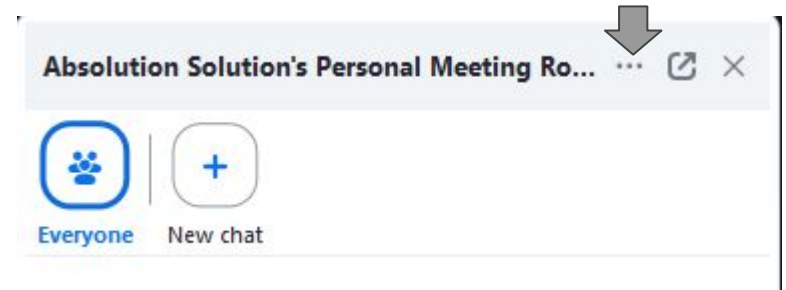 Absolution Solution's Personal Meeting Ro...
Everyone New chat